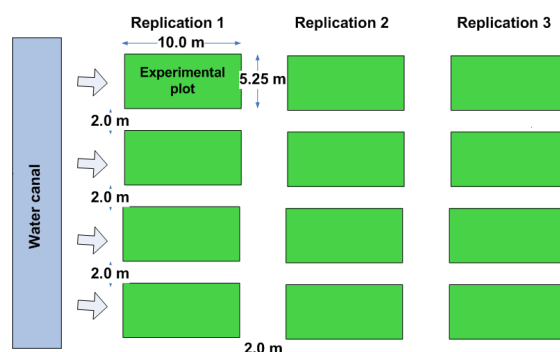 Replication 1
Replication 2
Replication 3
10.0 m
Experimental
plot
5.25 m
2.0 m
2.0 m
2.0 m
2.0 m
Water canal